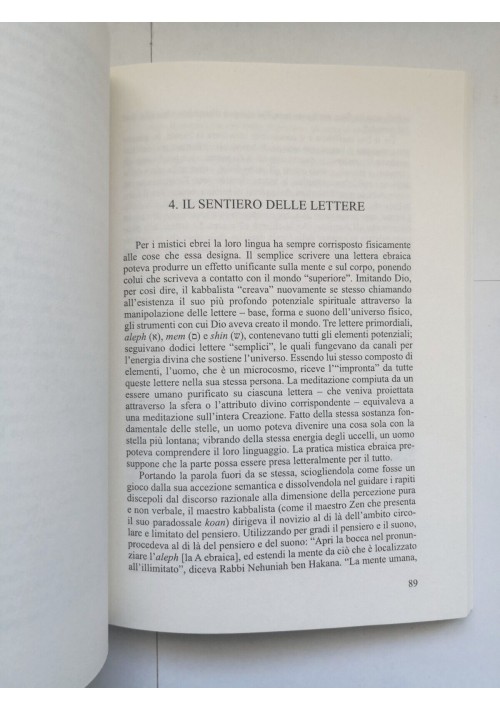 4. IL SENTIERO DELLE LETTERE
Per i mistici ebrei la loro lingua ha sempre corrisposto fisicamente
alle cose che essa designa. Il semplice scrivere una lettera ebraica
poteva produrre un effetto unificante sulla mente e sul corpo, ponendo
colui che scriveva a contatto con il mondo “superiore”. Imitando Dio,
per così dire, il kabbalista “creava” nuovamente se stesso chiamando
all’esistenza il suo più profondo potenziale spirituale attraverso la
manipolazione delle lettere – base, forma e suono dell’universo fisico,
gli strumenti con cui Dio aveva creato il mondo. Tre lettere primordiali,
aleph (א), mem (מ) e shin (ש), contenevano tutti gli elementi potenziali;
seguivano dodici lettere “semplici”, le quali fungevano da canali per
l’energia divina che sostiene l’universo. Essendo lui stesso composto di
elementi, l’uomo, che è un microcosmo, riceve l’“impronta” da tutte
queste lettere nella sua stessa persona. La meditazione compiuta da un
essere umano purificato su ciascuna lettera – che veniva proiettata
attraverso la sfera o l’attributo divino corrispondente – equivaleva a
una meditazione sull’intera Creazione. Fatto della stessa sostanza fon-
damentale delle stelle, un uomo poteva divenire una cosa sola con la
stella più lontana; vibrando della stessa energia degli uccelli, un uomo
poteva comprendere il loro linguaggio. La pratica mistica ebraica pre-
suppone che la parte possa essere presa letteralmente per il tutto.
Portando la parola fuori da se stessa, sciogliendola come fosse un
gioco dalla sua accezione semantica e dissolvendola nel guidare i rapiti
discepoli dal discorso razionale alla dimensione della percezione pura
e non verbale, il maestro kabbalista (come il maestro Zen che presenta
il suo paradossale koan) dirigeva il novizio al di là dell’ambito circo-
lare e limitato del pensiero. Utilizzando per gradi il pensiero e il suono,
procedeva al di là del pensiero e del suono: “Apri la bocca nel pronun-
ziare l’aleph [la A ebraica], ed estendi la mente da ciò che è localizzato
all’illimitato”, diceva Rabbi Nehuniah ben Hakana. “La mente umana,
89